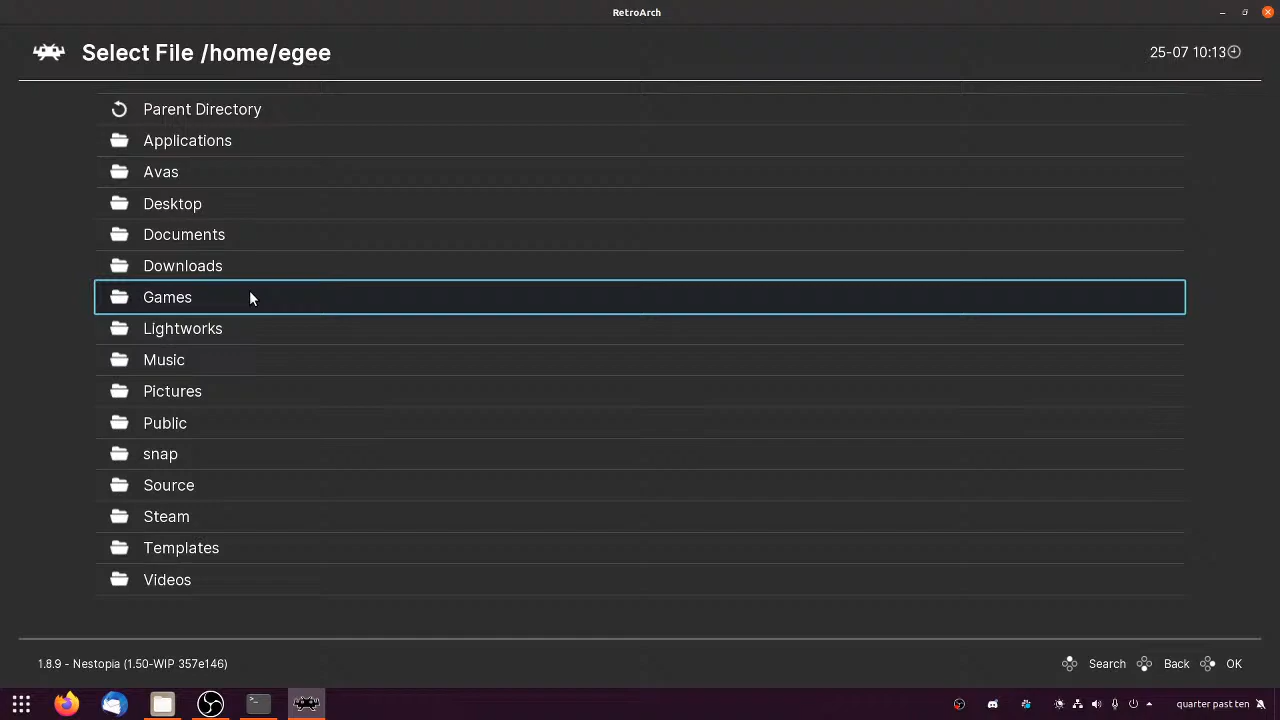 RetroArch
Select File /home/egee
25-07 10:13
Parent Directory
Applications
Avas
Desktop
Documents
Downloads
Games
Lightworks
Music
Pictures
Public
snap
Source
Steam
Templates
Videos
1.8.9 - Nestopia (1.50-WIP 357e146)
Search Back OK
quarter past ten